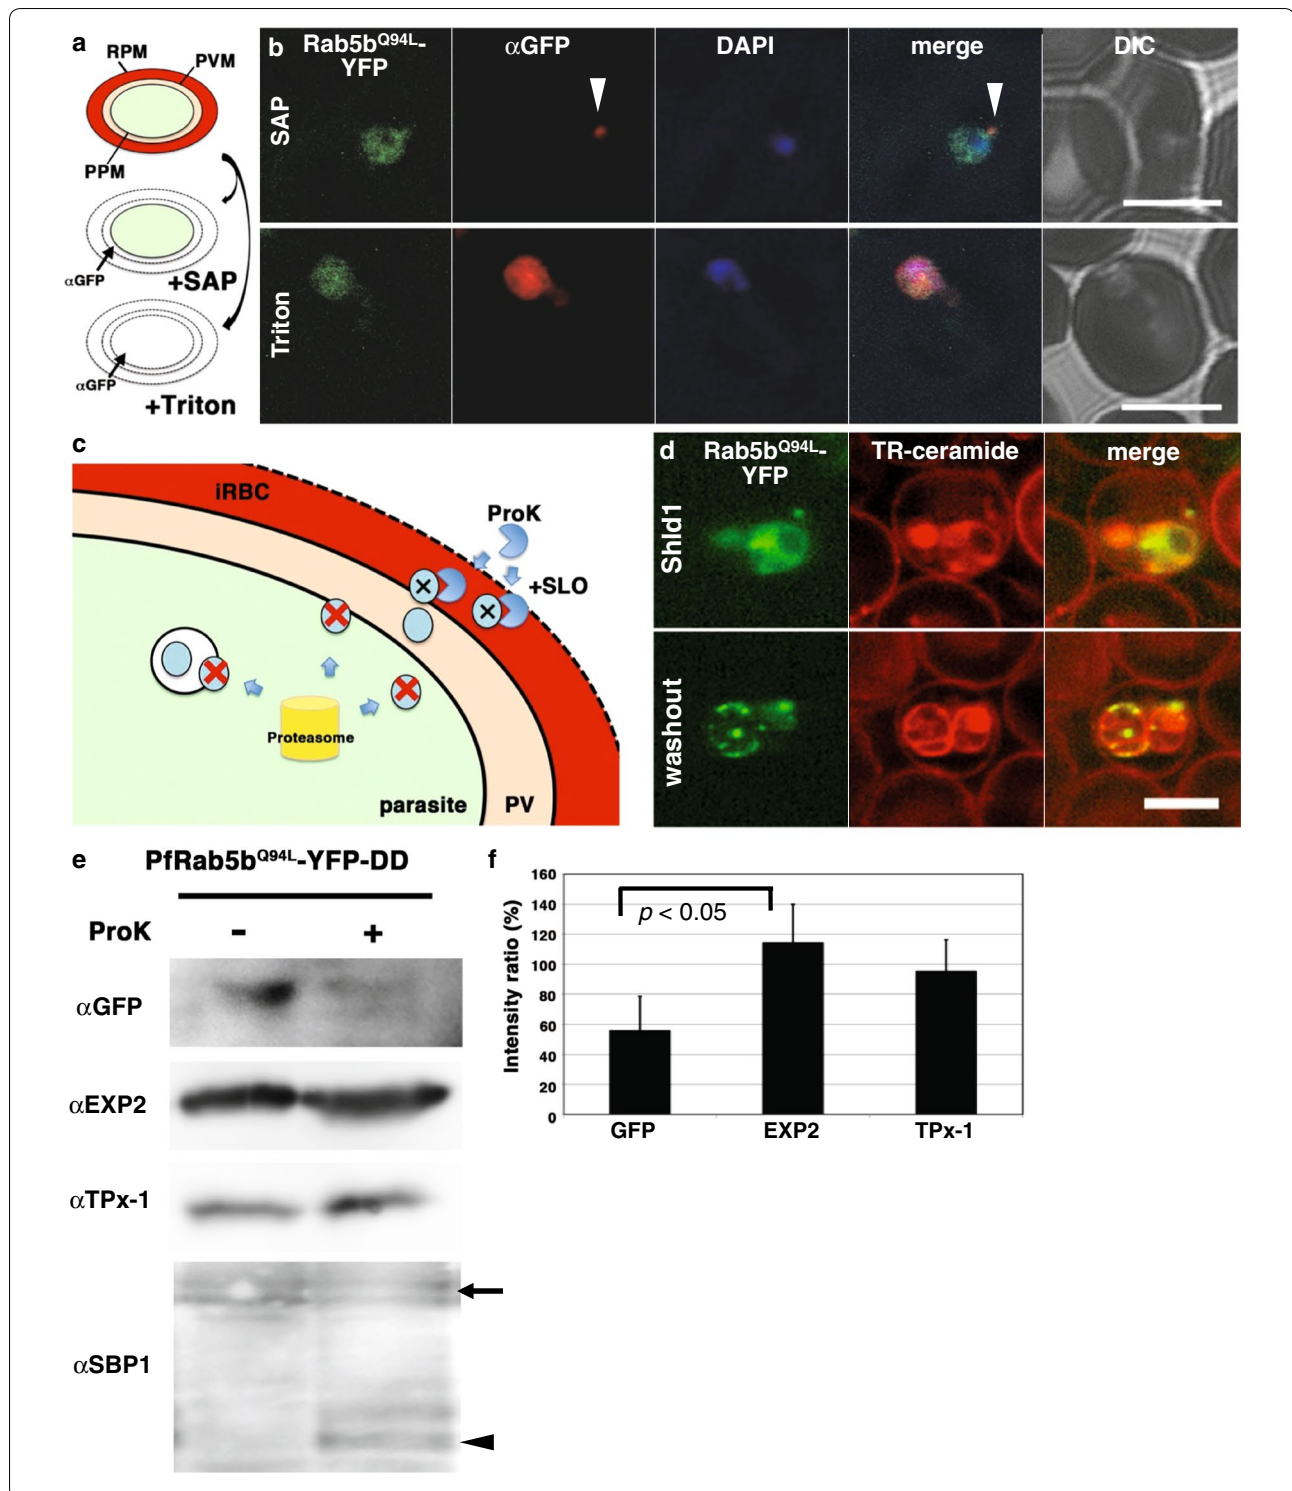 a
RPM
PVM
PPM
αGFP
+SAP
αGFP
+Triton
b
Rab5bQ94L-
YFP
αGFP
DAPI
merge
DIC
SAP
Triton
c
iRBC
ProK
+SLO
Proteasome
parasite
PV
d
Rab5bQ94L-
YFP
TR-ceramide
merge
Shld1
washout
e
PfRab5bQ94L-YFP-DD
ProK - +
αGFP
αEXP2
αTPx-1
αSBP1
f
Intensity ratio (%)
160
140
120
100
80
60
40
20
0
p < 0.05
GFP EXP2 TPx-1